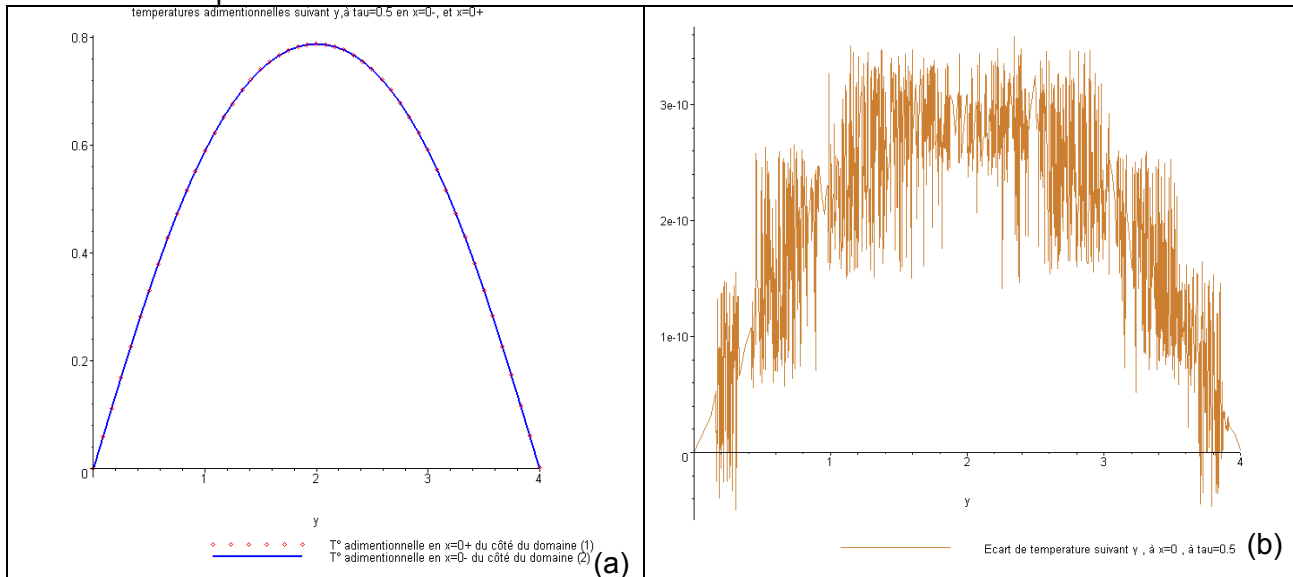 temperatures adimentionnelles suivant y,à tau=0.5 en x=0-, et x=0+
0.8
0.6
0.4
0.2
0
1
2
3
4
y
T° adimentionnelle en x=0+ du côté du domaine (1)
T° adimentionnelle en x=0- du côté du domaine (2)
(a)
3e-10
2e-10
1e-10
0
1
2
3
4
y
Ecart de temperature suivant y , à x=0 , à tau=0.5
(b)